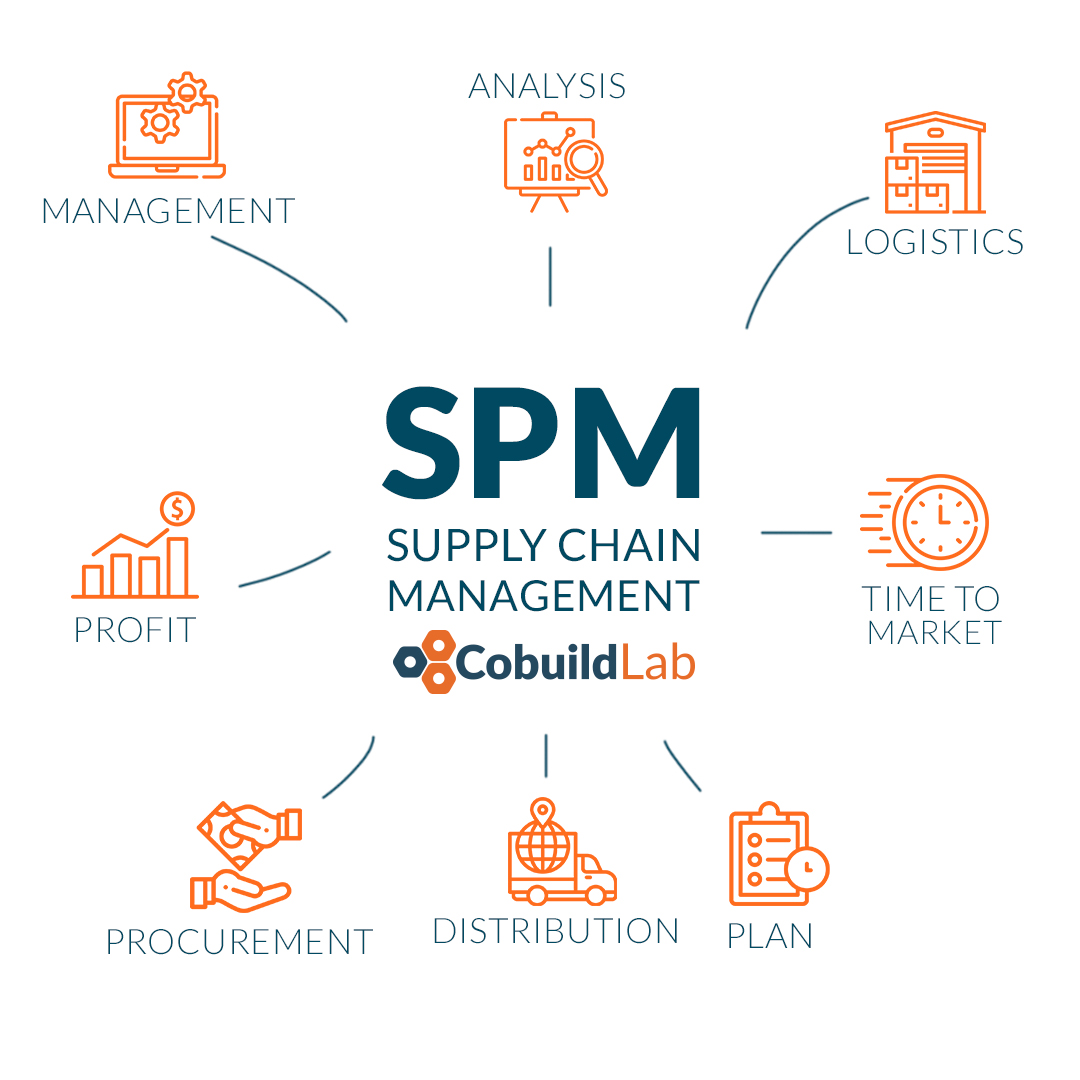 ANALYSIS
MANAGEMENT
LOGISTICS
SPM
SUPPLY CHAIN
MANAGEMENT
CobuildLab
$
PROFIT
TIME TO
MARKET
PROCUREMENT
DISTRIBUTION
PLAN